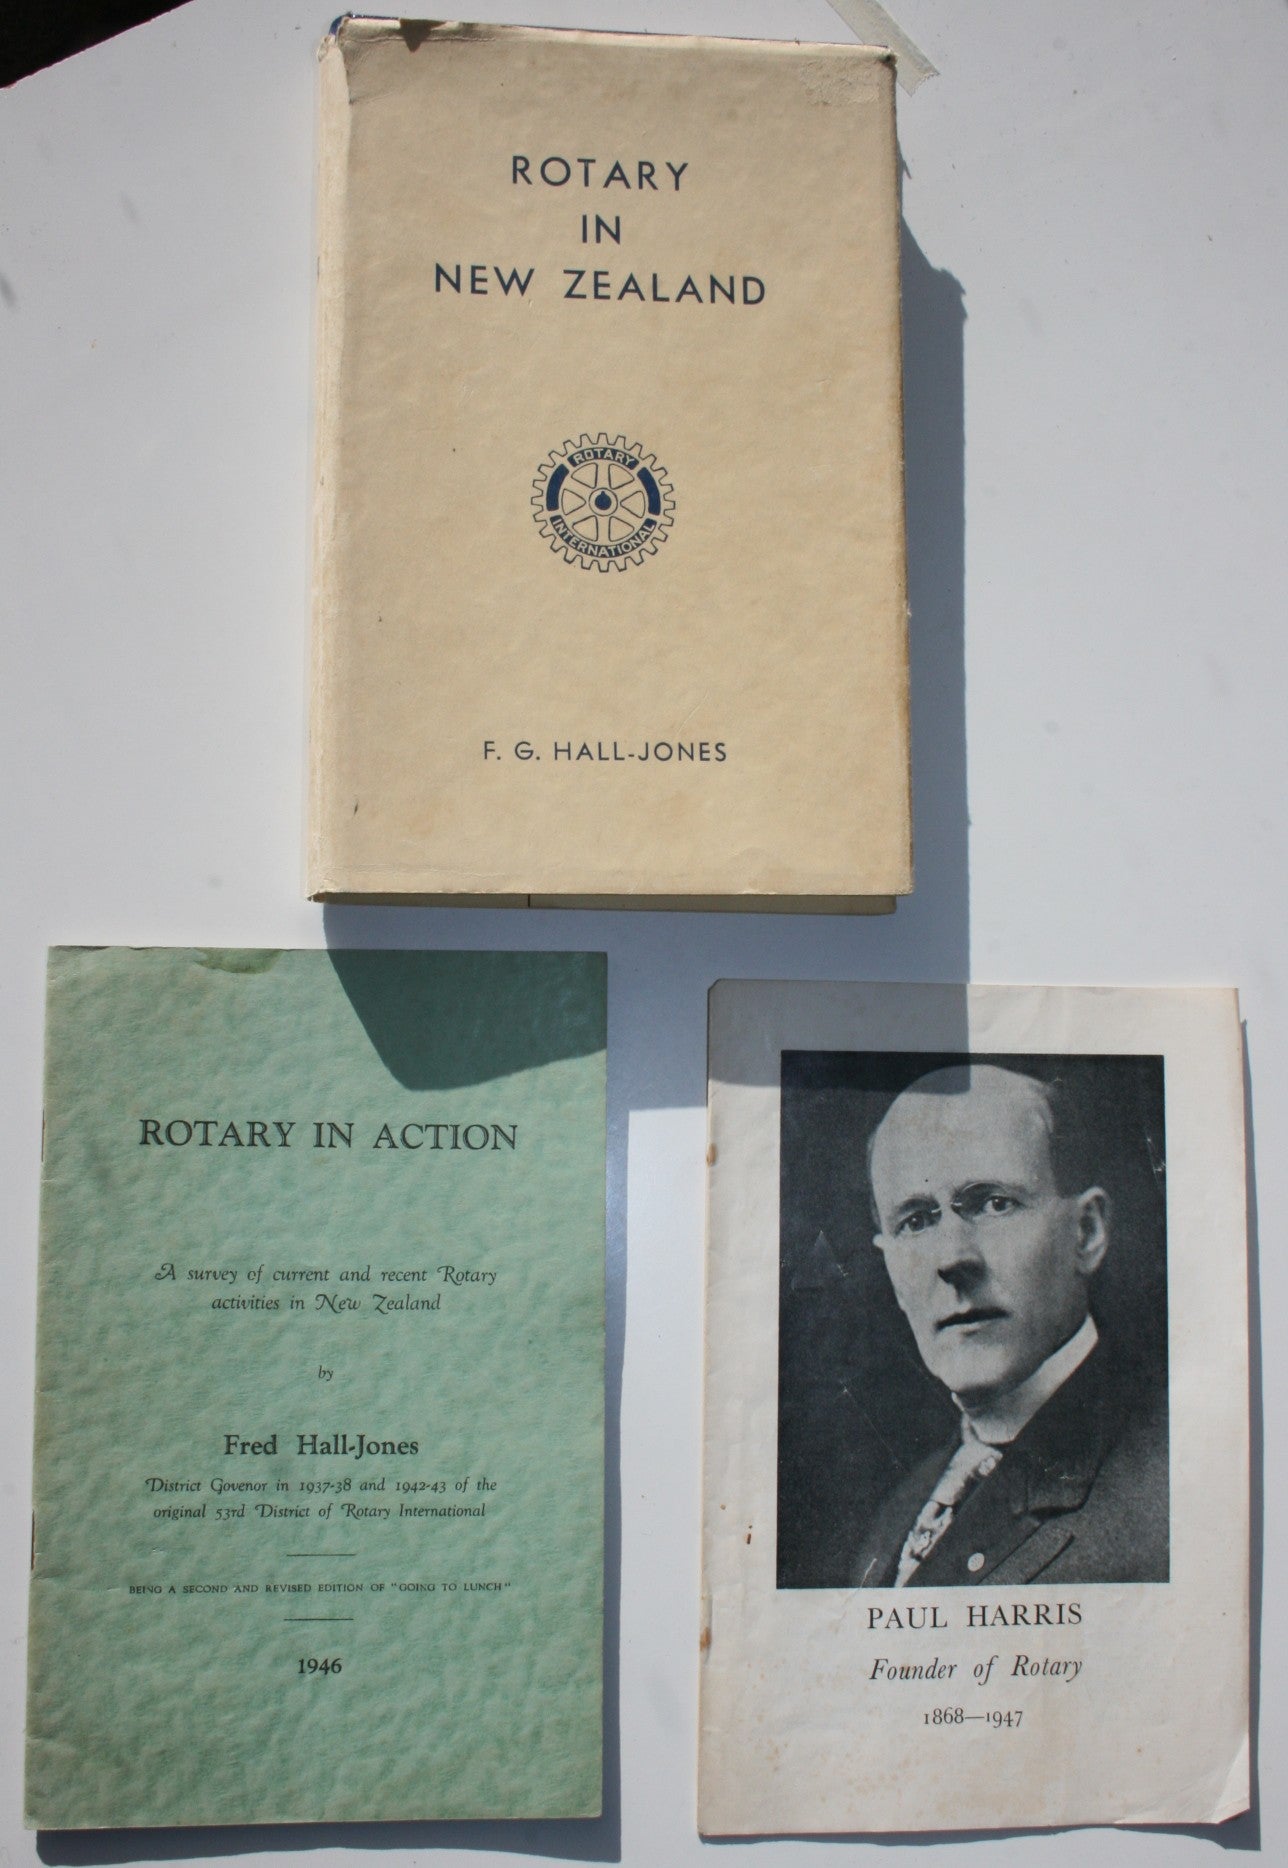 ROTARY
IN
NEW ZEALAND
ROTARY
INTERNATIONAL
F. G. HALL-JONES
ROTARY IN ACTION
A survey of current and recent Rotary
activities in New Zealand
by
Fred Hall-Jones
District Govenor in 1937-38 and 1942-43 of the
original 53rd District of Rotary International
BEING A SECOND AND REVISED EDITION OF "GOING TO LUNCH"
1946
PAUL HARRIS
Founder of Rotary
1868—1947